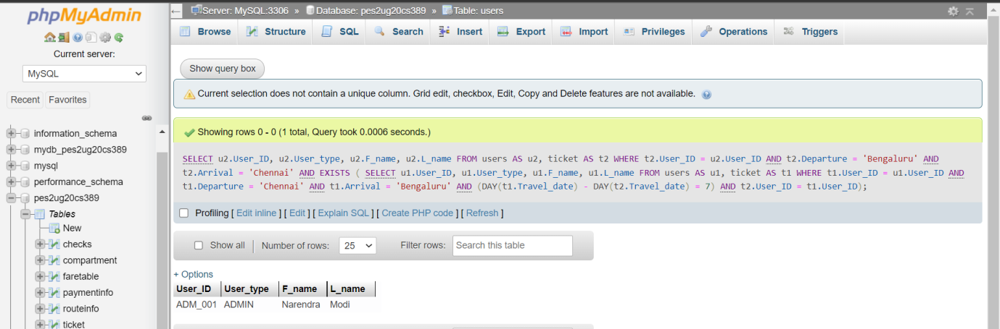 phpMyAdmin
Current server:
MySQL
Recent Favorites
information_schema
mydb_pes2ug20cs389
mysql
performance_schema
pes2ug20cs389
Tables
New
checks
compartment
faretable
paymentinfo
routeinfo
ticket
Server: MySQL:3306 » Database: pes2ug20cs389 » Table: users
Browse Structure SQL Search Insert Export Import Privileges Operations Triggers
Show query box
Current selection does not contain a unique column. Grid edit, checkbox, Edit, Copy and Delete features are not available.
Showing rows 0 - 0 (1 total, Query took 0.0006 seconds.)
SELECT u2.User_ID, u2.User_type, u2.F_name, u2.L_name FROM users AS u2, ticket AS t2 WHERE t2.User_ID = u2.User_ID AND t2.Departure = 'Bengaluru' AND
t2.Arrival = 'Chennai' AND EXISTS ( SELECT u1.User_ID, u1.User_type, u1.F_name, u1.L_name FROM users AS u1, ticket AS t1 WHERE t1.User_ID = u1.User_ID AND
t1.Departure = 'Chennai' AND t1.Arrival = 'Bengaluru' AND (DAY(t1.Travel_date) - DAY(t2.Travel_date) = 7) AND t2.User_ID = t1.User_ID);
Profiling [ Edit inline ] [ Edit ] [ Explain SQL ] [ Create PHP code ] [ Refresh ]
Show all Number of rows: 25 Filter rows: Search this table
+ Options
User_ID User_type F_name L_name
ADM_001 ADMIN Narendra Modi